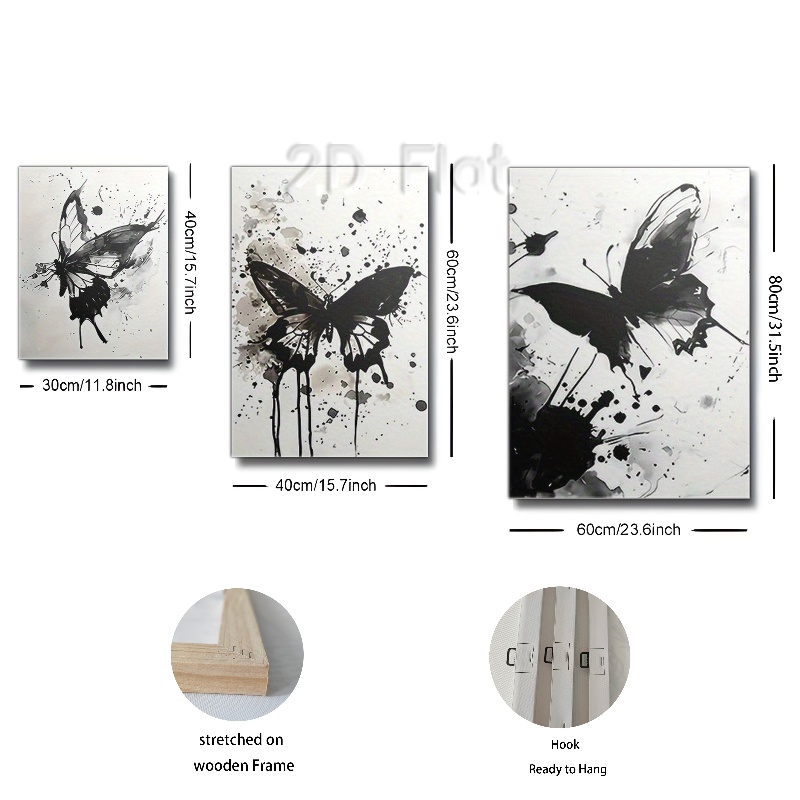 2D Flat
40cm/15.7inch
30cm/11.8inch
60cm/23.6inch
40cm/15.7inch
80cm/31.5inch
60cm/23.6inch
stretched on
wooden Frame
Hook
Ready to Hang